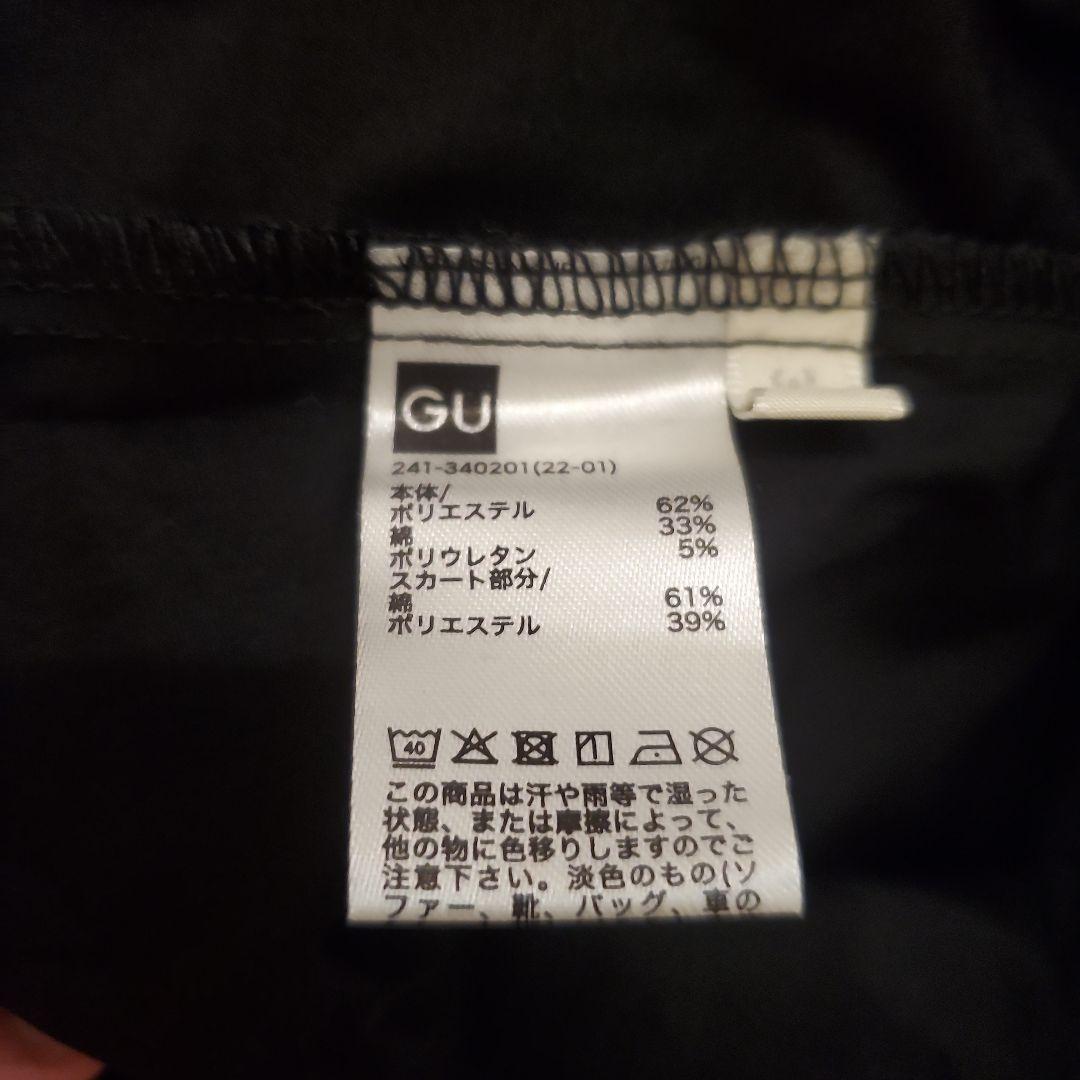 GU
241-340201(22-01)
本体/
ポリエステル 62%
綿 33%
ポリウレタン 5%
スカート部分/
綿 61%
ポリエステル 39%
40
この商品は汗や雨等で湿った
状態、または摩擦によって、
他の物に色移りしますのでご
注意下さい。淡色のもの(ソ
ファー、靴、バッグ、車の